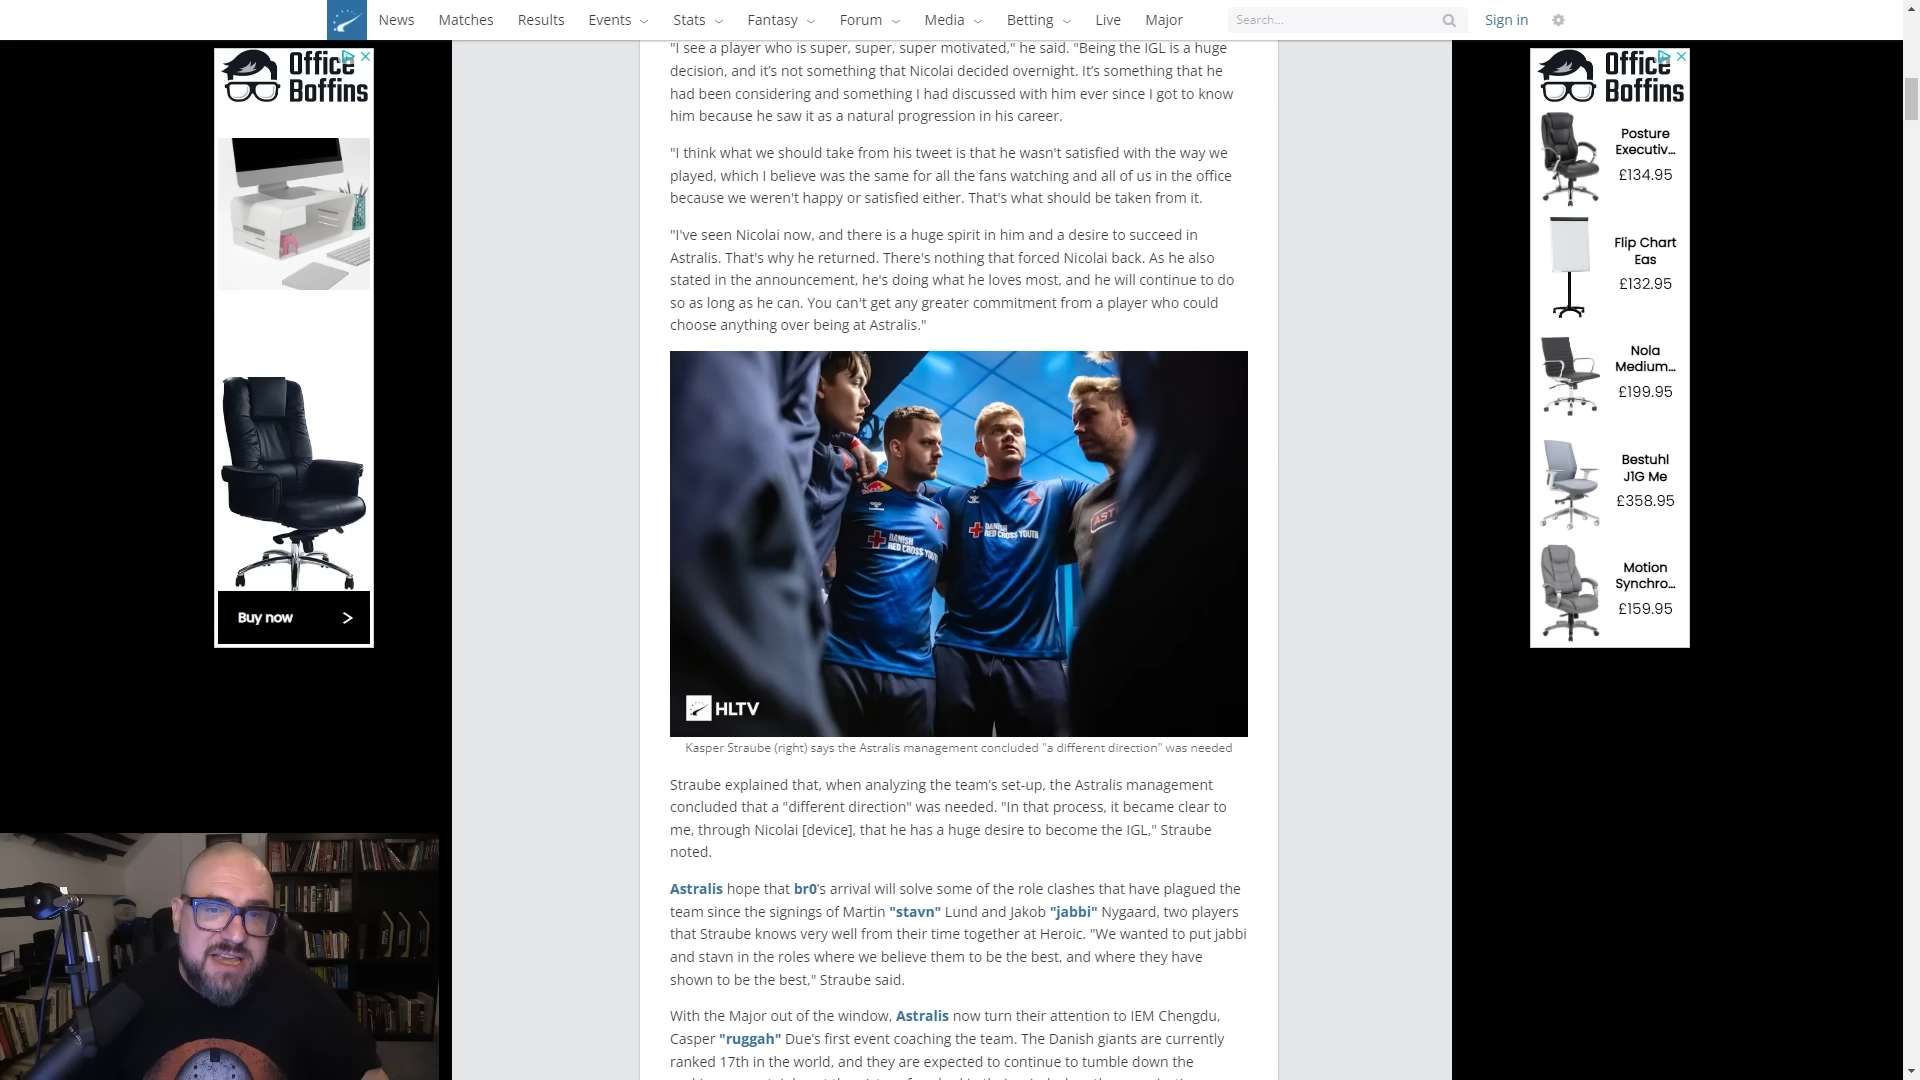 News Matches Results Events Stats Fantasy Forum Media Betting Live Major Search... Sign in
"I see a player who is super, super, super motivated," he said. "Being the IGL is a huge
decision, and it's not something that Nicolai decided overnight. It's something that he
had been considering and something I had discussed with him ever since I got to know
him because he saw it as a natural progression in his career.
"I think what we should take from his tweet is that he wasn't satisfied with the way we
played, which I believe was the same for all the fans watching and all of us in the office
because we weren't happy or satisfied either. That's what should be taken from it.
"I've seen Nicolai now, and there is a huge spirit in him and a desire to succeed in
Astralis. That's why he returned. There's nothing that forced Nicolai back. As he also
stated in the announcement, he's doing what he loves most, and he will continue to do
so as long as he can. You can't get any greater commitment from a player who could
choose anything over being at Astralis."
DANISH
RED CROSS YOUTH
DANISH
RED CROSS YOUTH
AST
HLTV
Kasper Straube (right) says the Astralis management concluded "a different direction" was needed
Straube explained that, when analyzing the team's set-up, the Astralis management
concluded that a "different direction" was needed. "In that process, it became clear to
me, through Nicolai [device], that he has a huge desire to become the IGL," Straube
noted.
Astralis hope that br0's arrival will solve some of the role clashes that have plagued the
team since the signings of Martin "stavn" Lund and Jakob "jabbi" Nygaard, two players
that Straube knows very well from their time together at Heroic. "We wanted to put jabbi
and stavn in the roles where we believe them to be the best, and where they have
shown to be the best," Straube said.
With the Major out of the window, Astralis now turn their attention to IEM Chengdu,
Casper "ruggah" Due's first event coaching the team. The Danish giants are currently
ranked 17th in the world, and they are expected to continue to tumble down the
Office
Boffins
Buy now
Office
Boffins
Posture
Executiv...
£134.95
Flip Chart
Eas
£132.95
Nola
Medium...
£199.95
Bestuhl
J1G Me
£358.95
Motion
Synchro...
£159.95